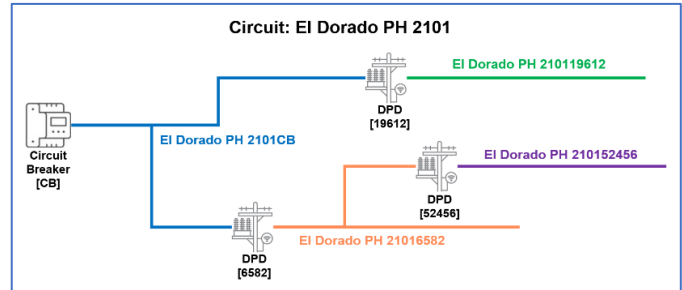 Circuit: El Dorado PH 2101
El Dorado PH 210119612
DPD
[19612]
El Dorado PH 2101CB
Circuit
Breaker
[CB]
El Dorado PH 210152456
DPD
[52456]
El Dorado PH 21016582
DPD
[6582]